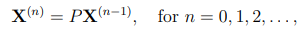 X⁽ⁿ⁾ = PX⁽ⁿ⁻¹⁾, for n = 0, 1, 2, . . . ,